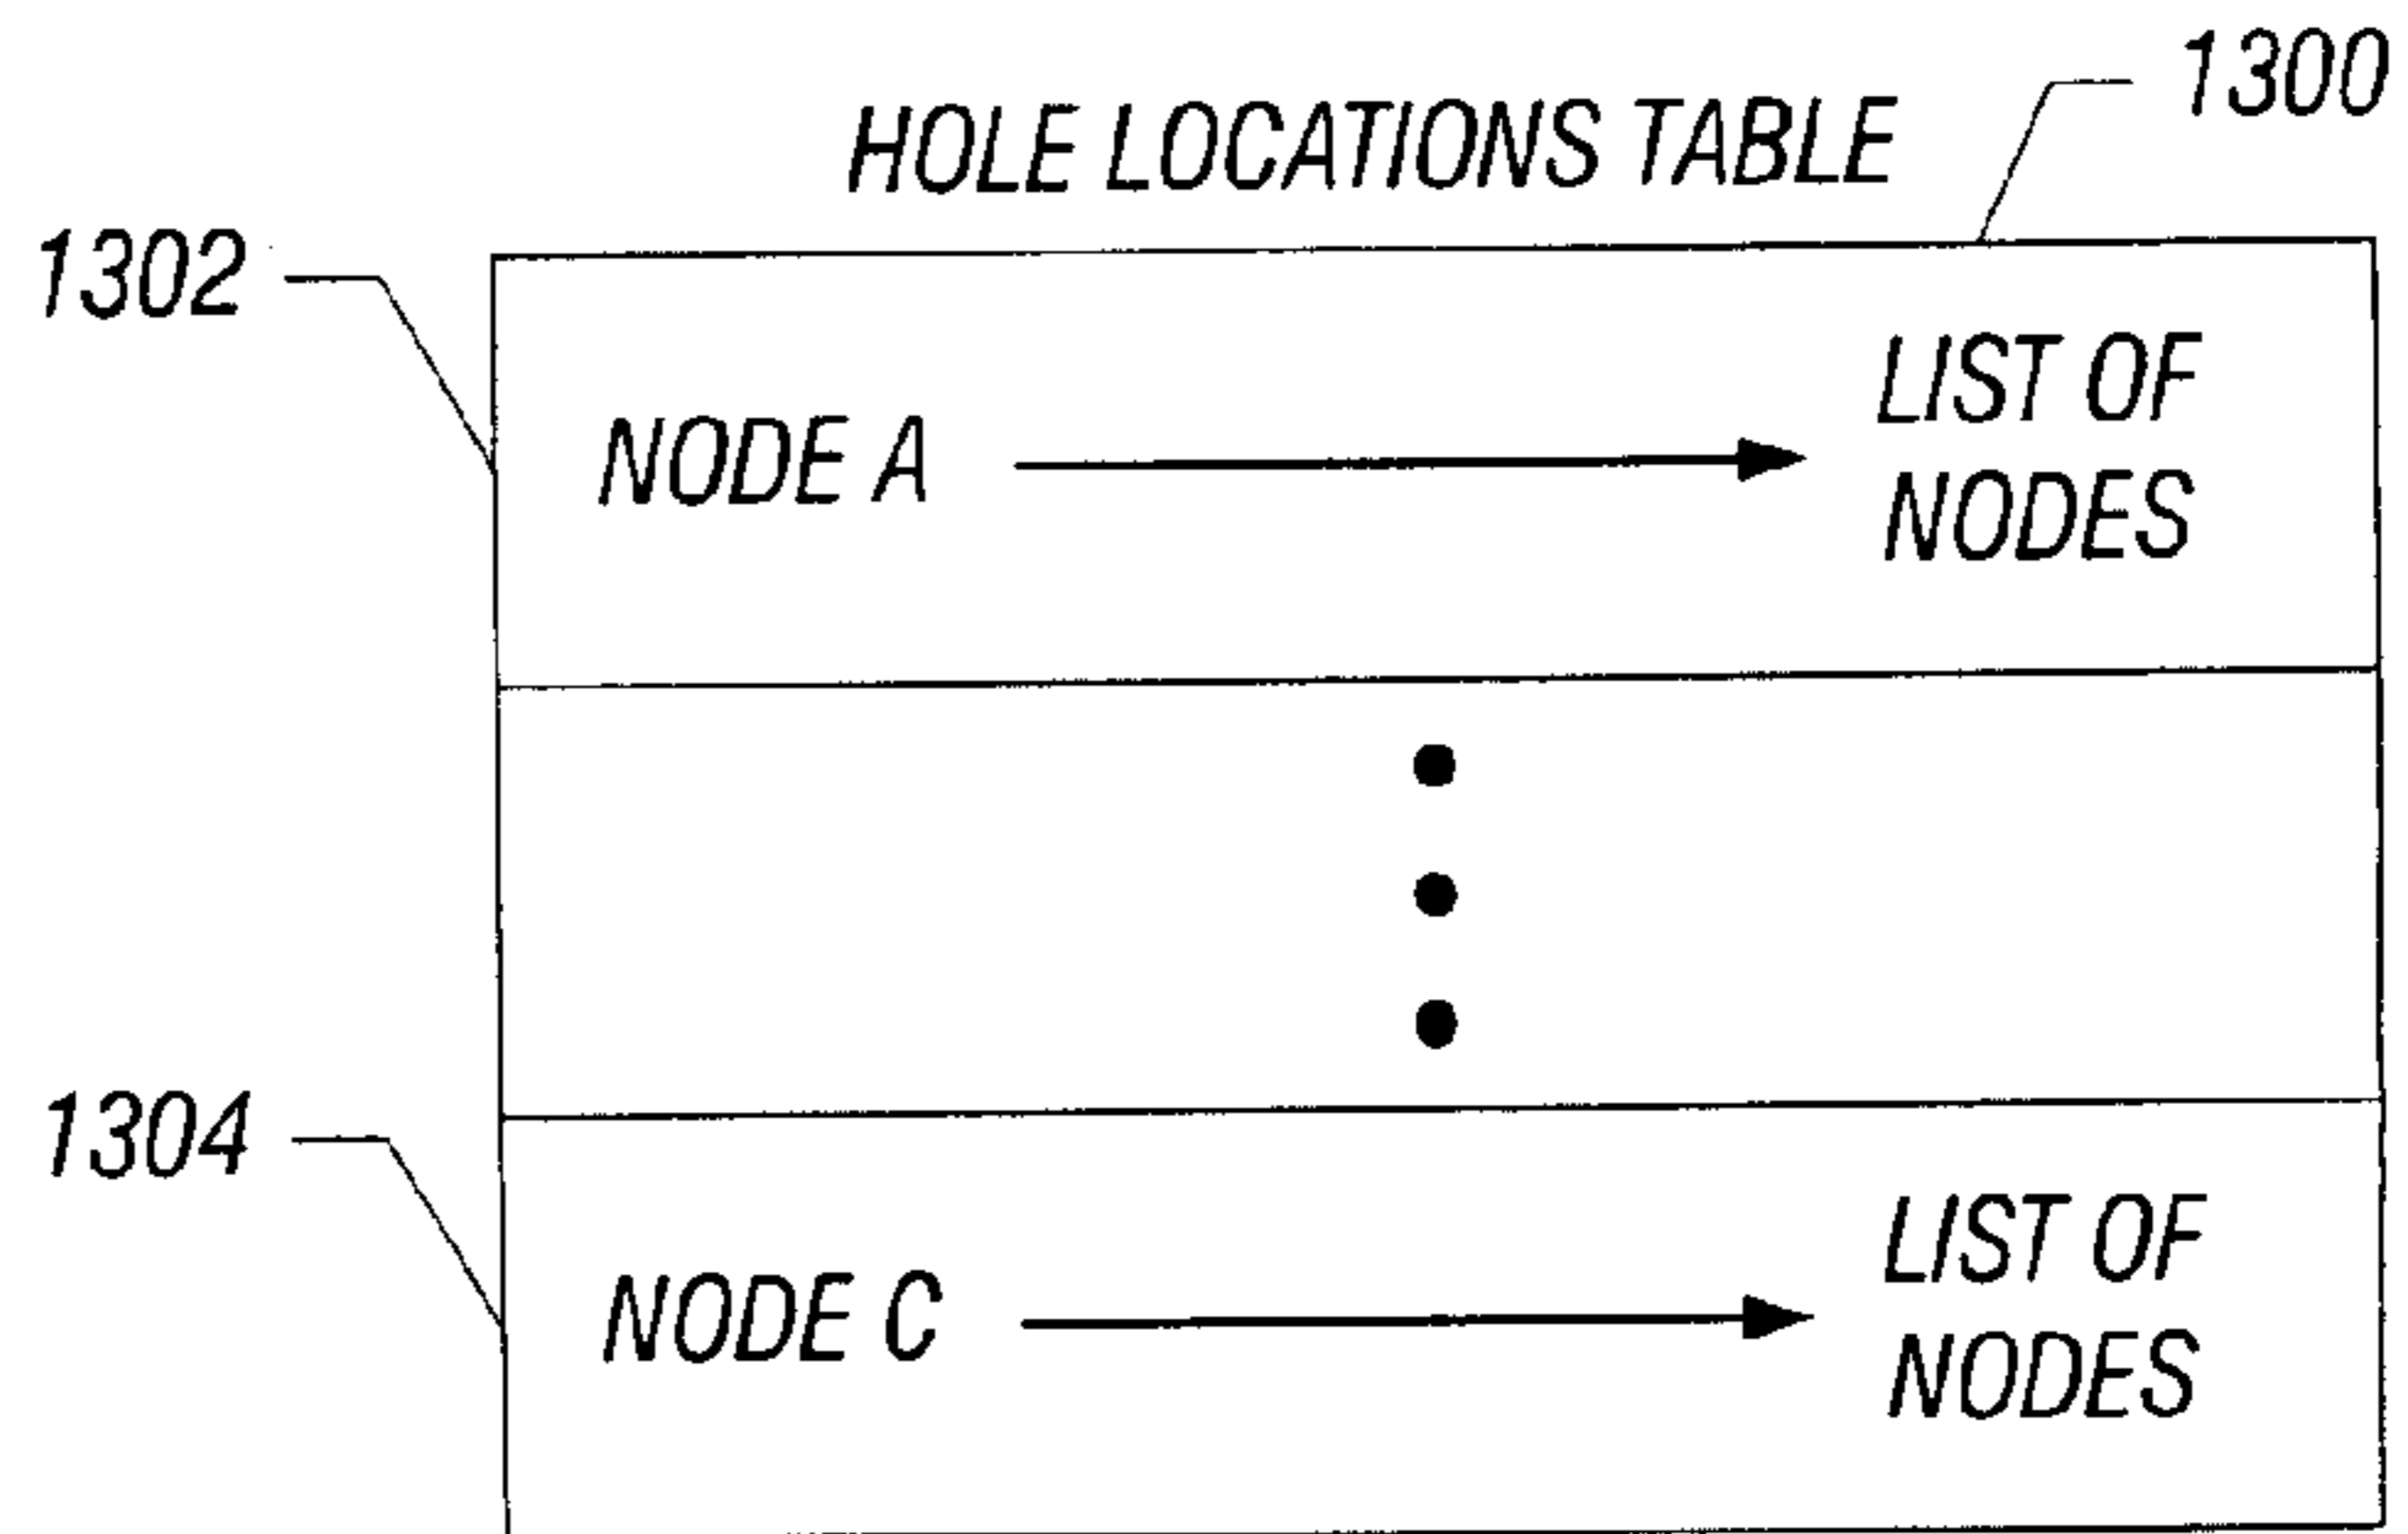 1300
HOLE LOCATIONS TABLE
1302
NODE A
LIST OF
NODES
1304
NODE C
LIST OF
NODES